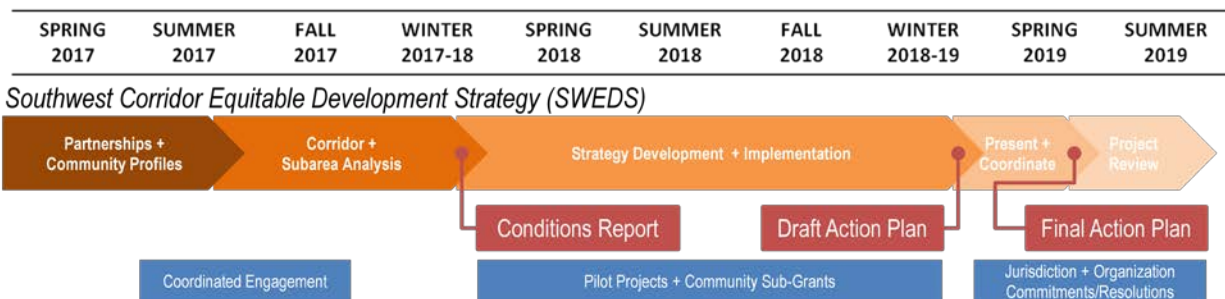 SPRING SUMMER FALL WINTER SPRING SUMMER FALL WINTER SPRING SUMMER
2017 2017 2017 2017-18 2018 2018 2018 2018-19 2019 2019
Southwest Corridor Equitable Development Strategy (SWEDS)
Partnerships +
Community Profiles
Corridor +
Subarea Analysis
Strategy Development + Implementation
Present +
Coordinate
Project
Review
Conditions Report
Draft Action Plan
Final Action Plan
Coordinated Engagement
Pilot Projects + Community Sub-Grants
Jurisdiction + Organization
Commitments/Resolutions